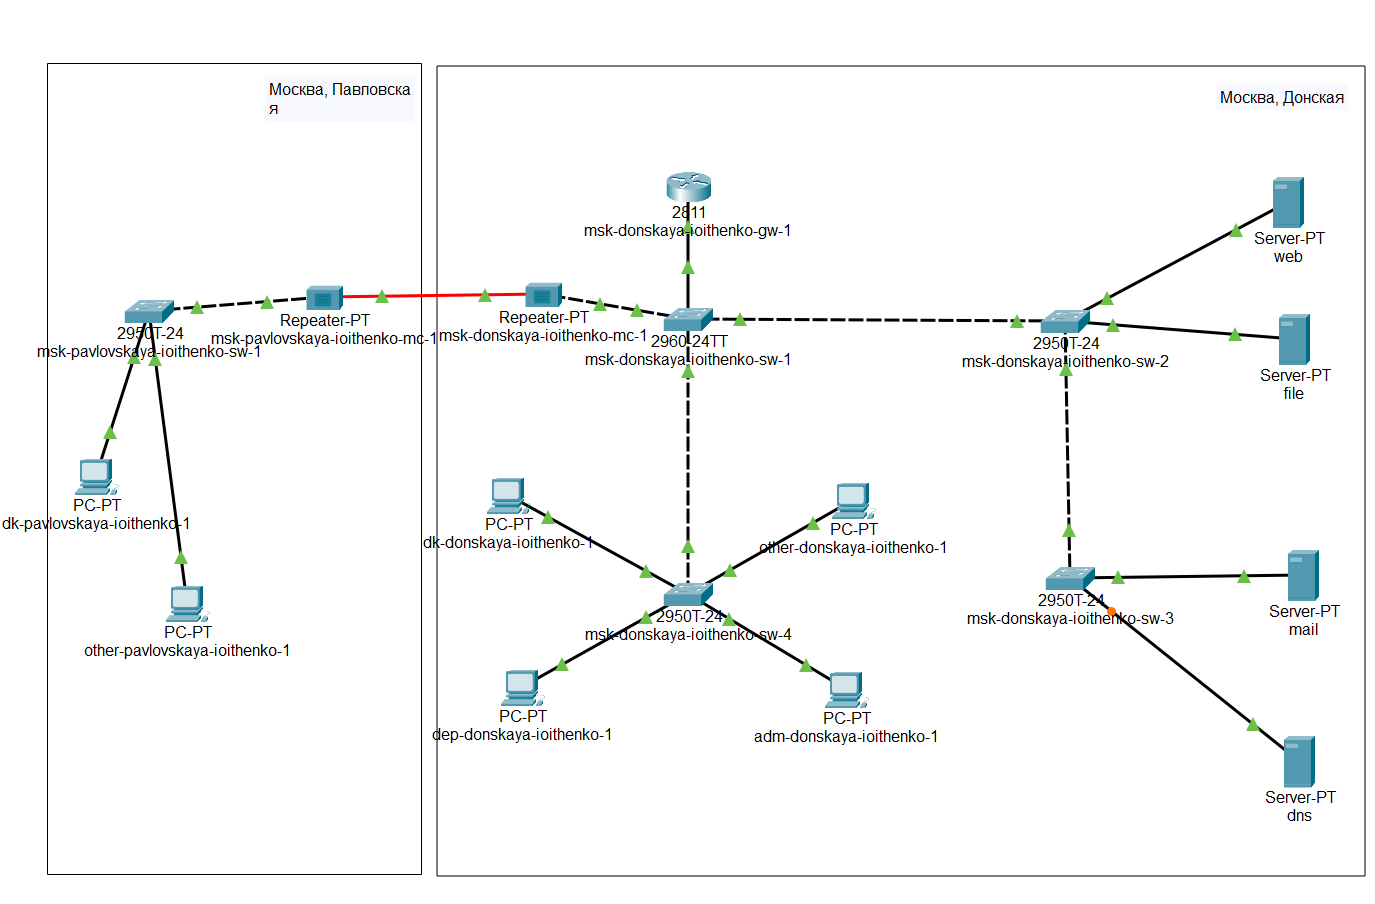 Москва, Павловска
я
Москва, Донская
2811
msk-donskaya-ioithenko-gw-1
Server-PT
web
Repeater-PT
msk-pavlovskaya-ioithenko-mc-1
Repeater-PT
msk-donskaya-ioithenko-mc-1
2950T-24
msk-pavlovskaya-ioithenko-sw-1
2960-24TT
msk-donskaya-ioithenko-sw-1
2950T-24
msk-donskaya-ioithenko-sw-2
Server-PT
file
PC-PT
dk-pavlovskaya-ioithenko-1
PC-PT
dk-donskaya-ioithenko-1
PC-PT
other-donskaya-ioithenko-1
PC-PT
other-pavlovskaya-ioithenko-1
2950T-24
msk-donskaya-ioithenko-sw-4
2950T-24
msk-donskaya-ioithenko-sw-3
Server-PT
mail
PC-PT
dep-donskaya-ioithenko-1
PC-PT
adm-donskaya-ioithenko-1
Server-PT
dns